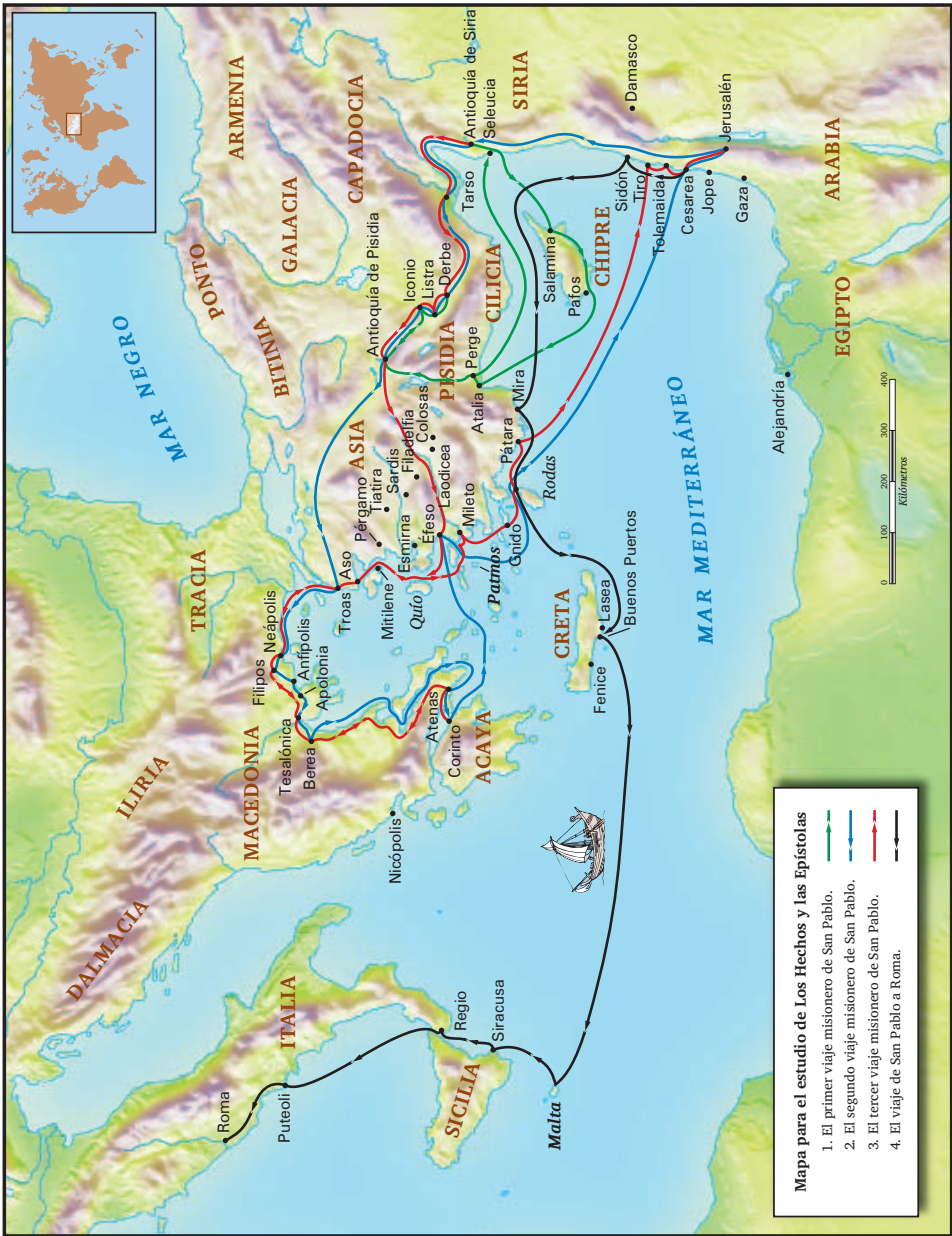 MAR NEGRO
ARMENIA
PONTO
GALACIA
CAPADOCIA
BITINIA
TRACIA
ASIA
PISIDIA
CILICIA
SIRIA
CHIPRE
ARABIA
EGIPTO
MAR MEDITERRÁNEO
CRETA
ACAYA
MACEDONIA
ILIRIA
DALMACIA
ITALIA
SICILIA
Roma
Puteoli
Regio
Siracusa
Malta
Nicópolis
Filipos
Neápolis
Anfípolis
Apolonia
Tesalónica
Berea
Atenas
Corinto
Troas
Aso
Mitilene
Quío
Pérgamo
Tiatira
Sardis
Esmirna
Filadelfia
Éfeso
Colosas
Laodicea
Mileto
Patmos
Gnido
Rodas
Pátara
Mira
Atalia
Perge
Antioquía de Pisidia
Iconio
Listra
Derbe
Tarso
Antioquía de Siria
Seleucia
Salamina
Pafos
Damasco
Sidón
Tiro
Tolemaida
Cesarea
Jope
Jerusalén
Gaza
Alejandría
Fenice
Lasea
Buenos Puertos
0 100 200 300 400
Kilómetros
Mapa para el estudio de Los Hechos y las Epístolas
1. El primer viaje misionero de San Pablo.
2. El segundo viaje misionero de San Pablo.
3. El tercer viaje misionero de San Pablo.
4. El viaje de San Pablo a Roma.